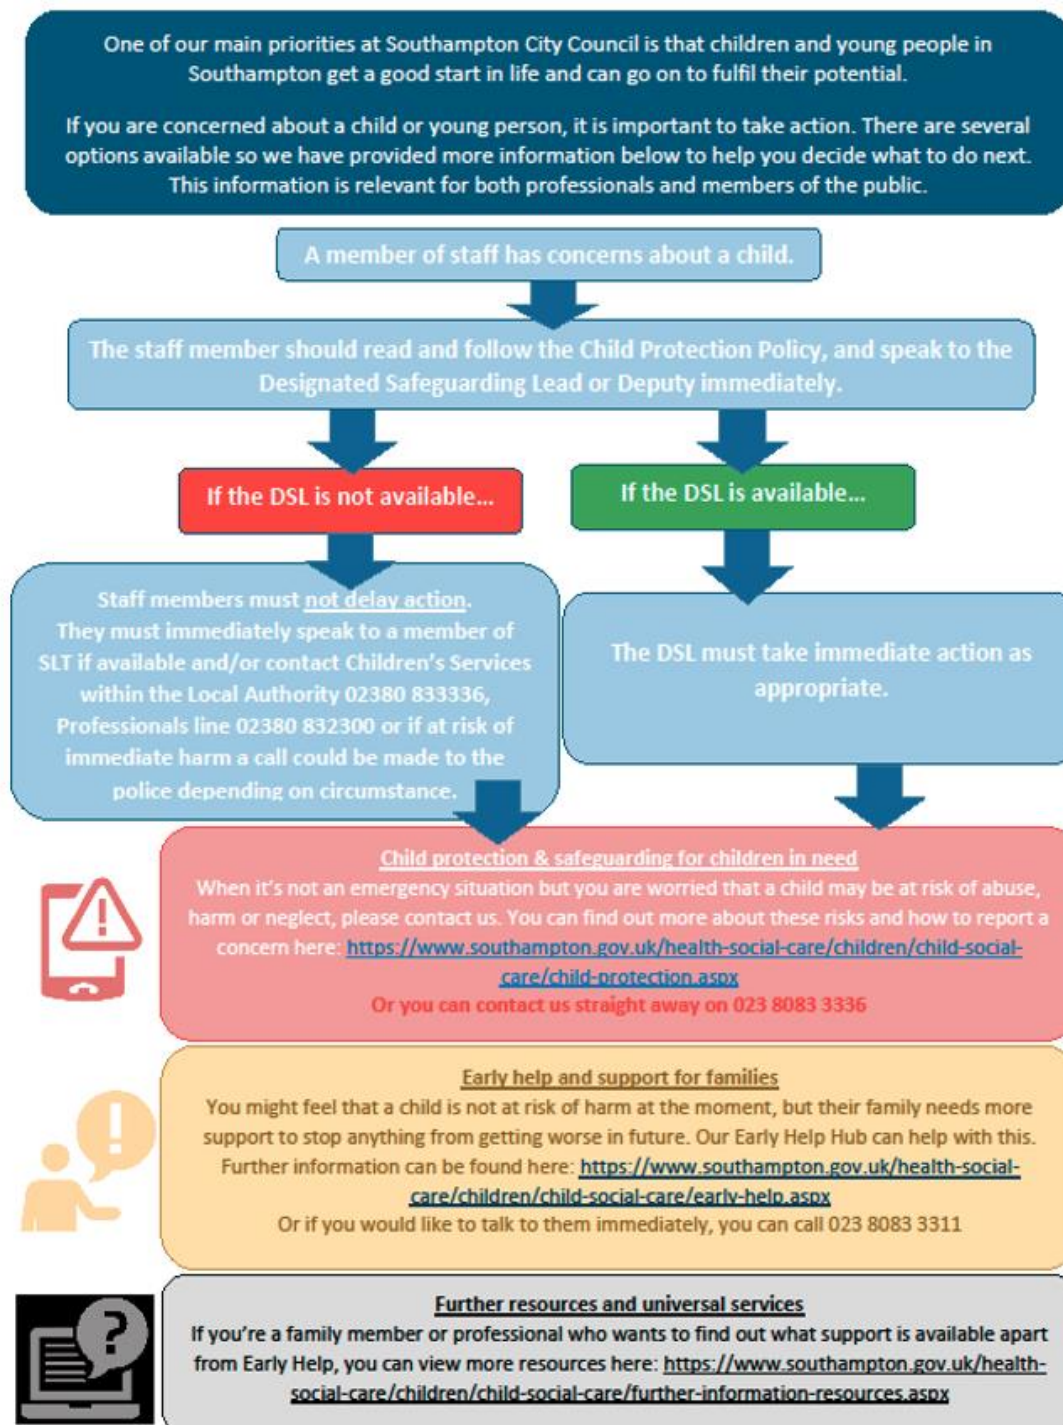 One of our main priorities at Southampton City Council is that children and young people in
Southampton get a good start in life and can go on to fulfil their potential.
If you are concerned about a child or young person, it is important to take action. There are several
options available so we have provided more information below to help you decide what to do next.
This information is relevant for both professionals and members of the public.
A member of staff has concerns about a child.
The staff member should read and follow the Child Protection Policy, and speak to the
Designated Safeguarding Lead or Deputy immediately.
If the DSL is not available...
If the DSL is available...
Staff members must not delay action.
They must immediately speak to a member of
SLT if available and/or contact Children's Services
within the Local Authority 02380 833336,
Professionals line 02380 832300 or if at risk of
immediate harm a call could be made to the
police depending on circumstance.
The DSL must take immediate action as
appropriate.
Child protection & safeguarding for children in need
When it's not an emergency situation but you are worried that a child may be at risk of abuse,
harm or neglect, please contact us. You can find out more about these risks and how to report a
concern here: https://www.southampton.gov.uk/health-social-care/children/child-social-
care/child-protection.aspx
Or you can contact us straight away on 023 8083 3336
Early help and support for families
You might feel that a child is not at risk of harm at the moment, but their family needs more
support to stop anything from getting worse in future. Our Early Help Hub can help with this.
Further information can be found here: https://www.southampton.gov.uk/health-social-
care/children/child-social-care/early-help.aspx
Or if you would like to talk to them immediately, you can call 023 8083 3311
Further resources and universal services
If you're a family member or professional who wants to find out what support is available apart
from Early Help, you can view more resources here: https://www.southampton.gov.uk/health-
social-care/children/child-social-care/further-information-resources.aspx